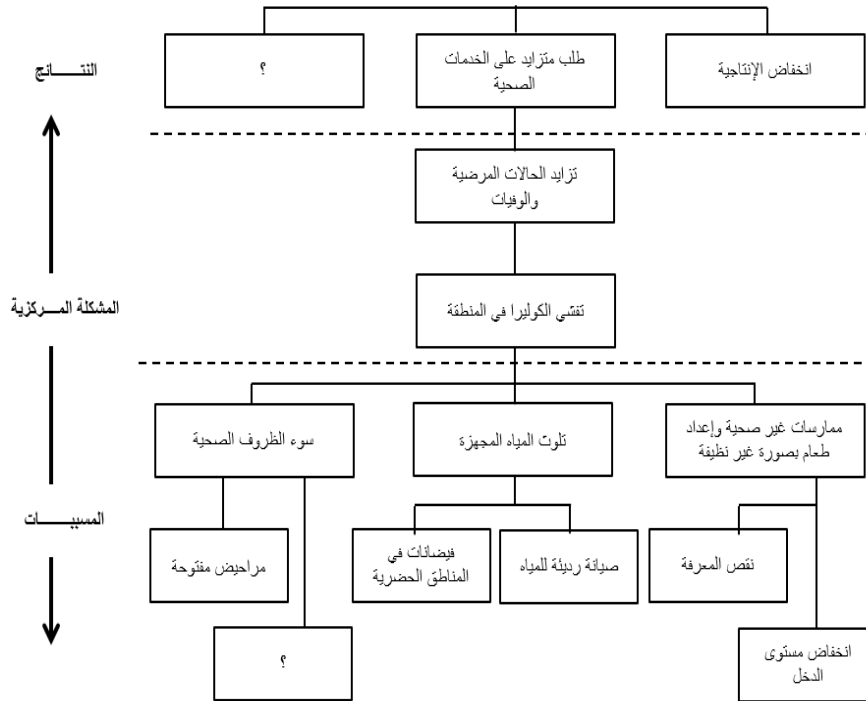 النتـــــــائج
انخفاض الإنتاجية
طلب متزايد على الخدمات
الصحية
؟
تزايد الحالات المرضية
والوفيات
المشكلة المـــركزية
تفشي الكوليرا في المنطقة
ممارسات غير صحية وإعداد
طعام بصورة غير نظيفة
تلوث المياه المجهزة
سوء الظروف الصحية
المسببـــــــات
نقص المعرفة
صيانة رديئة للمياه
فيضانات في
المناطق الحضرية
مراحيض مفتوحة
انخفاض مستوى
الدخل
؟